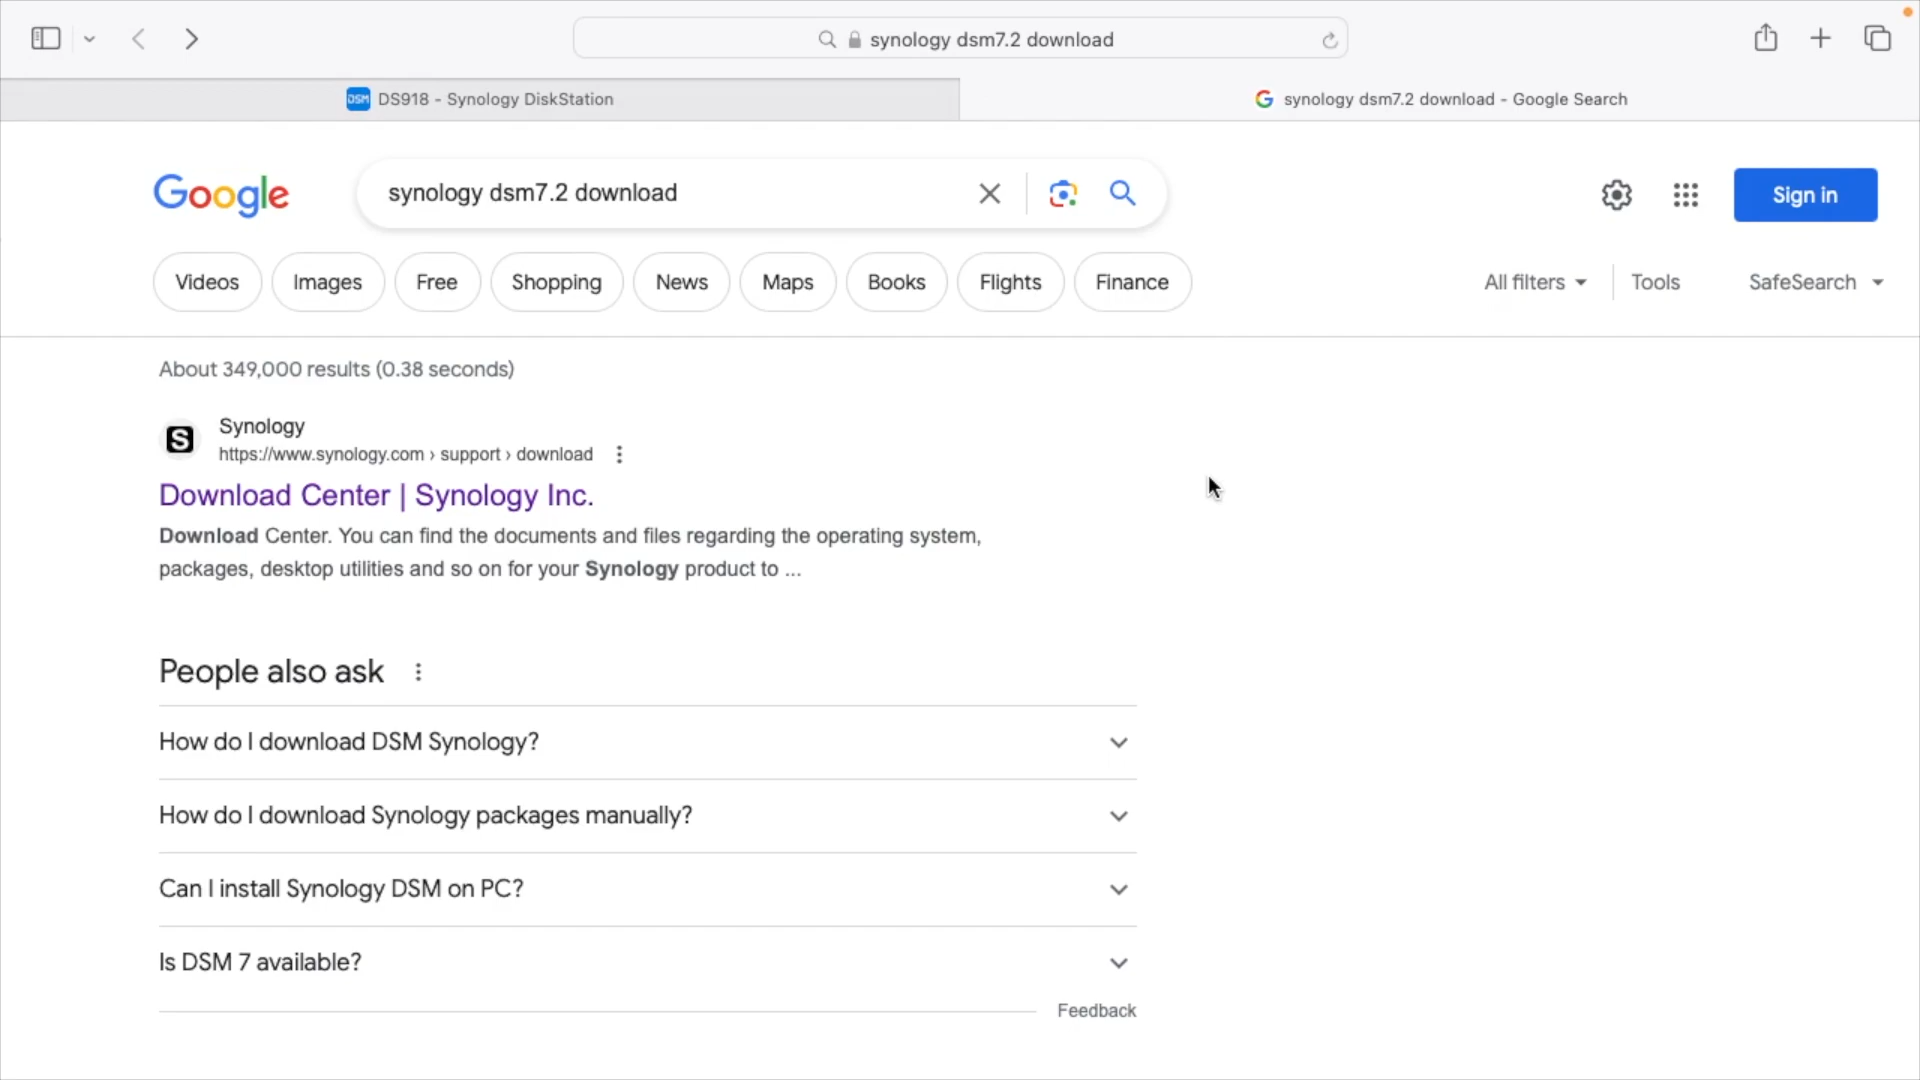 synology dsm7.2 download
DSM DS918 - Synology DiskStation
synology dsm7.2 download - Google Search
Google
synology dsm7.2 download
Sign in
Videos
Images
Free
Shopping
News
Maps
Books
Flights
Finance
All filters
Tools
SafeSearch
About 349,000 results (0.38 seconds)
S
Synology
https://www.synology.com › support › download
Download Center | Synology Inc.
Download Center. You can find the documents and files regarding the operating system,
packages, desktop utilities and so on for your Synology product to ...
People also ask
How do I download DSM Synology?
How do I download Synology packages manually?
Can I install Synology DSM on PC?
Is DSM 7 available?
Feedback